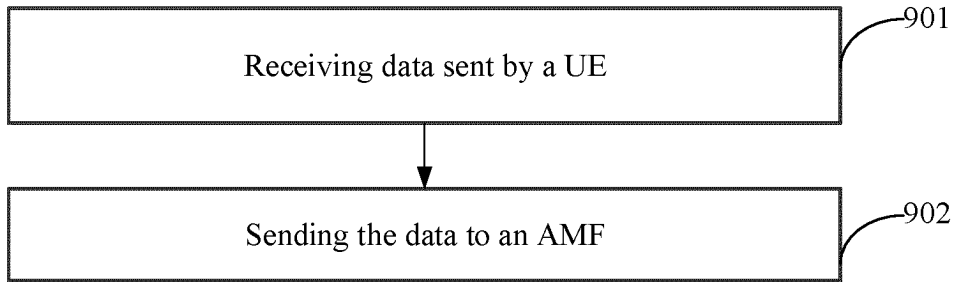 901
Receiving data sent by a UE
902
Sending the data to an AMF